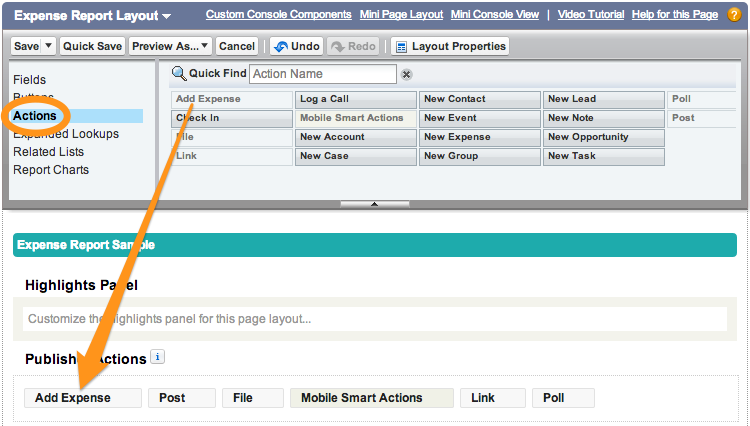 Expense Report Layout Custom Console Components Mini Page Layout Mini Console View | Video Tutorial Help for this Page ?
Save Quick Save Preview As... Cancel Undo Redo Layout Properties
Fields
Buttons
Actions
Expanded Lookups
Related Lists
Report Charts
Quick Find Action Name
Add Expense Log a Call New Contact New Lead Poll
Check In Mobile Smart Actions New Event New Note Post
File New Account New Expense New Opportunity
Link New Case New Group New Task
Expense Report Sample
Highlights Panel
Customize the highlights panel for this page layout...
Publisher Actions i
Add Expense Post File Mobile Smart Actions Link Poll